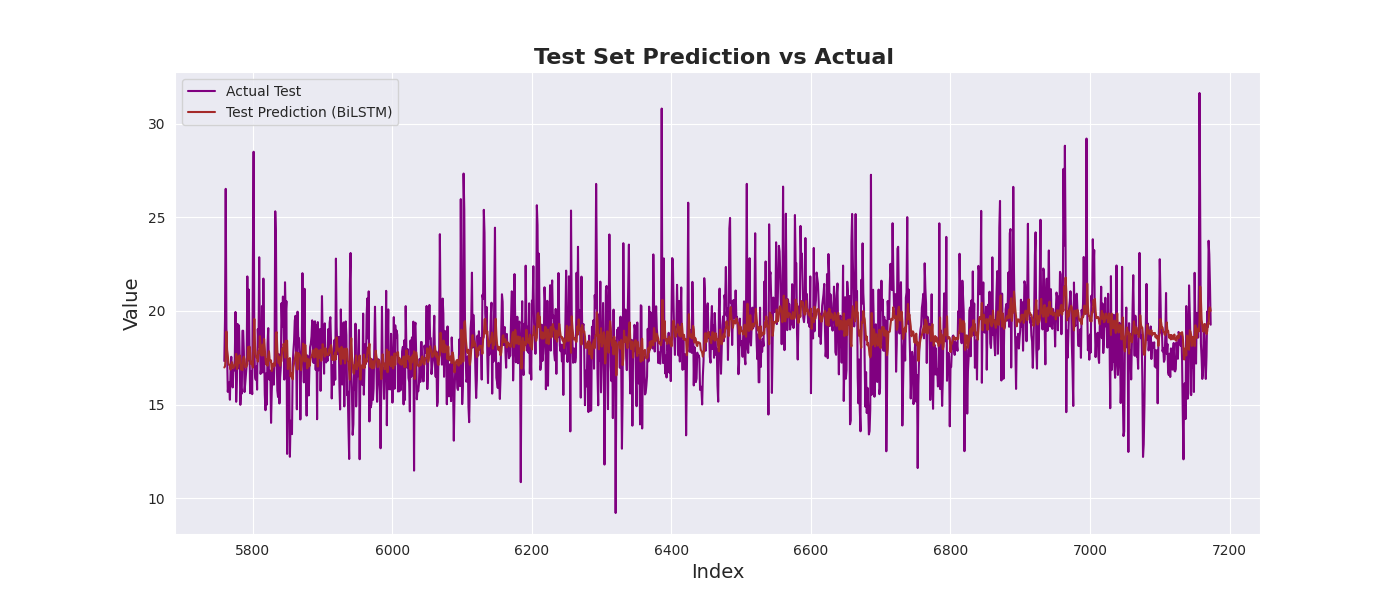 Test Set Prediction vs Actual
Actual Test
Test Prediction (BiLSTM)
Value
30
25
20
15
10
5800 6000 6200 6400 6600 6800 7000 7200
Index